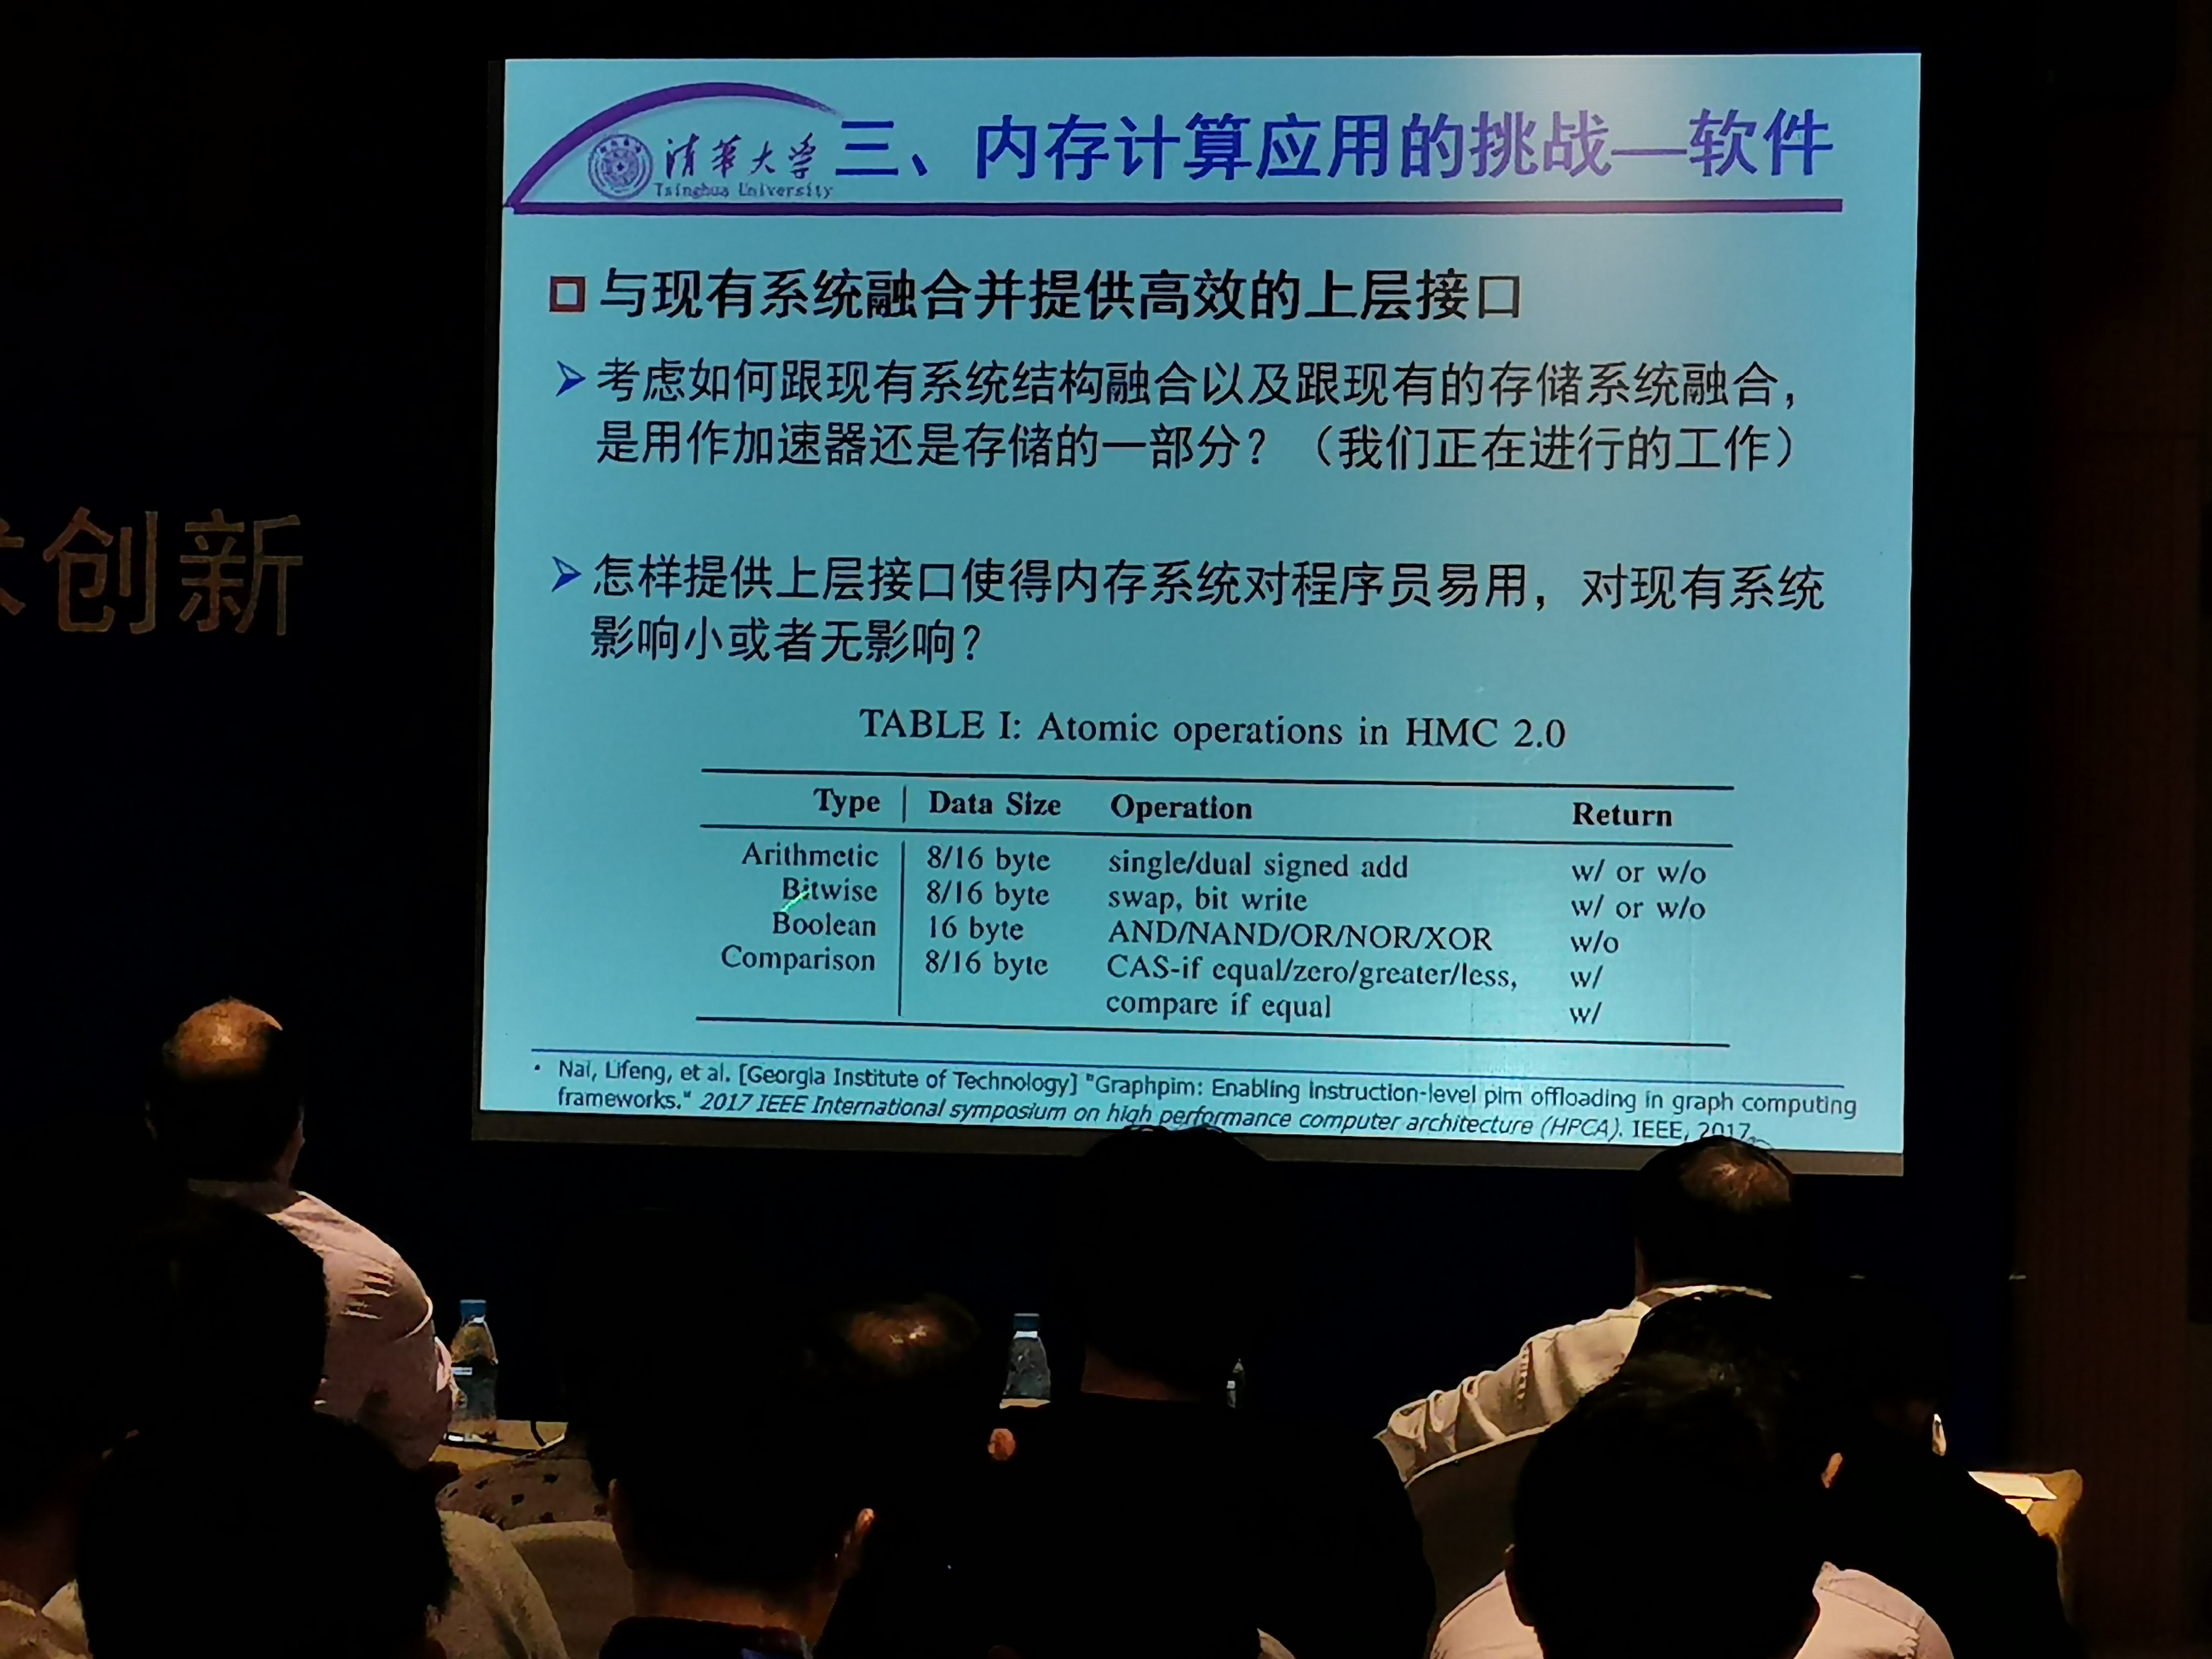 清华大学
Tsinghua University
三、内存计算应用的挑战—软件
与现有系统融合并提供高效的上层接口
考虑如何跟现有系统结构融合以及跟现有的存储系统融合，
是用作加速器还是存储的一部分？（我们正在进行的工作）
创新
怎样提供上层接口使得内存系统对程序员易用，对现有系统
影响小或者无影响？
TABLE I: Atomic operations in HMC 2.0
Type Data Size Operation Return
Arithmetic 8/16 byte single/dual signed add w/ or w/o
Bitwise 8/16 byte swap, bit write w/ or w/o
Boolean 16 byte AND/NAND/OR/NOR/XOR w/o
Comparison 8/16 byte CAS-if equal/zero/greater/less, w/
compare if equal w/
• Nai, Lifeng, et al. [Georgia Institute of Technology] "Graphpim: Enabling instruction-level pim offloading in graph computing
frameworks." 2017 IEEE International symposium on high performance computer architecture (HPCA). IEEE, 2017.